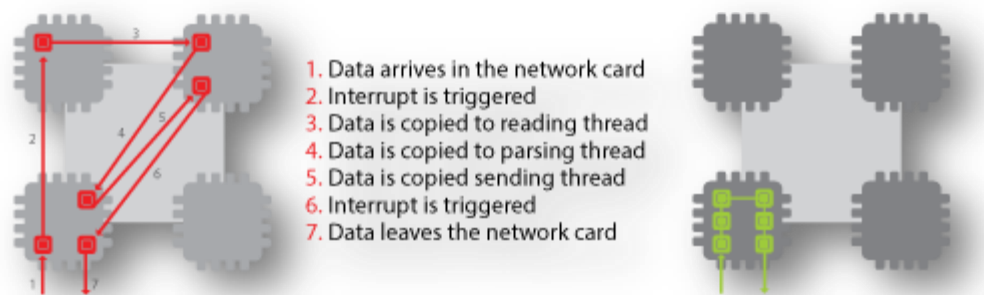 3
1. Data arrives in the network card
2. Interrupt is triggered
5
3. Data is copied to reading thread
2
4
4. Data is copied to parsing thread
6
5. Data is copied sending thread
6. Interrupt is triggered
7. Data leaves the network card
1
7